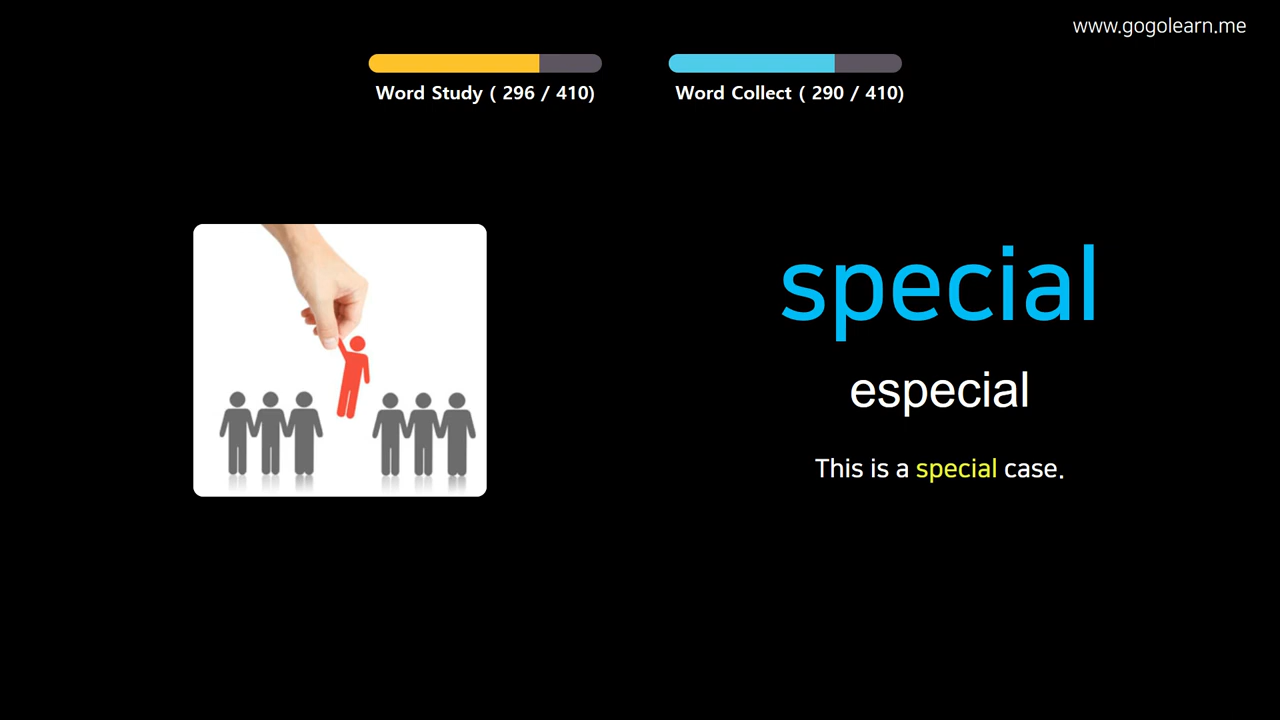 www.gogolearn.me
Word Study ( 296 / 410)
Word Collect ( 290 / 410)
special
especial
This is a special case.